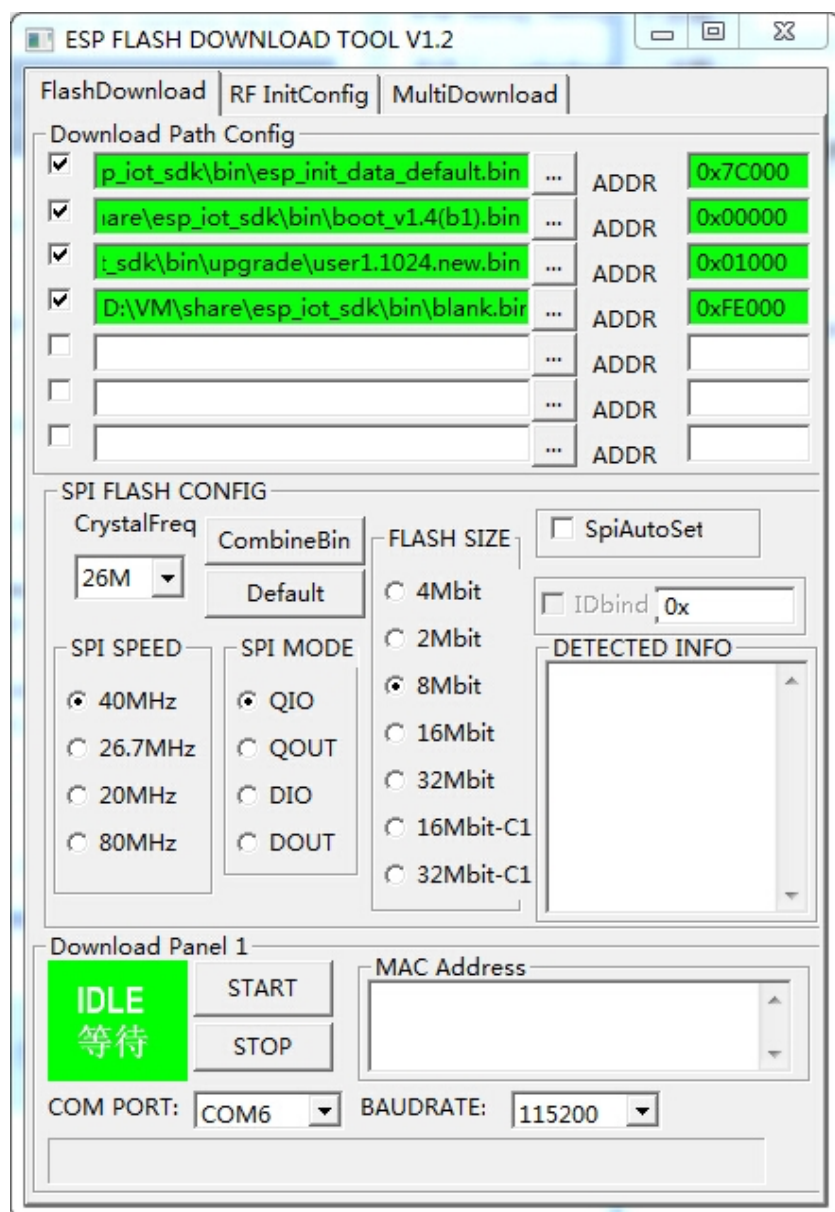 ESP FLASH DOWNLOAD TOOL V1.2
FlashDownload RF InitConfig MultiDownload
Download Path Config
p_iot_sdk\bin\esp_init_data_default.bin ... ADDR 0x7C000
are\esp_iot_sdk\bin\boot_v1.4(b1).bin ... ADDR 0x00000
t_sdk\bin\upgrade\user1.1024.new.bin ... ADDR 0x01000
D:\VM\share\esp_iot_sdk\bin\blank.bin ... ADDR 0xFE000
... ADDR
... ADDR
... ADDR
SPI FLASH CONFIG
CrystalFreq
26M
CombineBin
Default
SPI SPEED
40MHz
26.7MHz
20MHz
80MHz
SPI MODE
QIO
QOUT
DIO
DOUT
FLASH SIZE
4Mbit
2Mbit
8Mbit
16Mbit
32Mbit
16Mbit-C1
32Mbit-C1
SpiAutoSet
IDbind 0x
DETECTED INFO
Download Panel 1
IDLE
等待
START
STOP
MAC Address
COM PORT: COM6 BAUDRATE: 115200